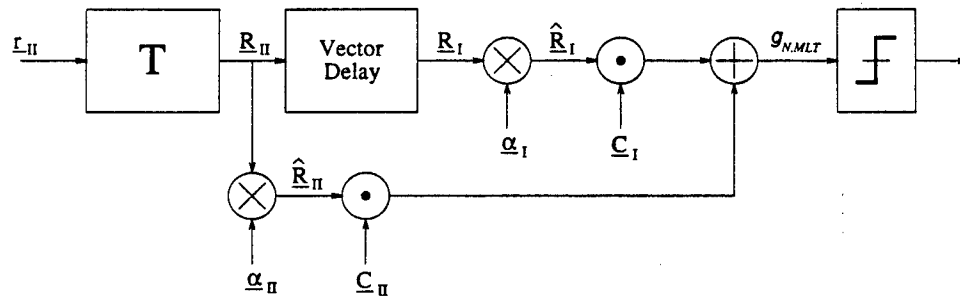 r_II
T
R_II
Vector
Delay
R_I
R̂_I
g_N,MLT
α_I
C_I
R̂_II
α_II
C_II